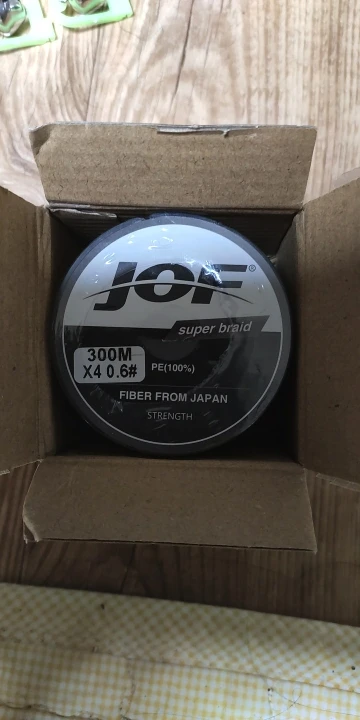 JOF®
super braid
300M
X4 0.6#
PE(100%)
FIBER FROM JAPAN
STRENGTH